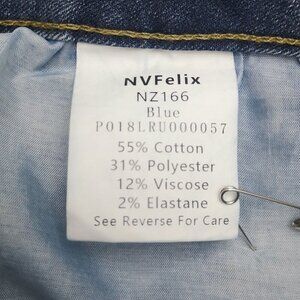 NVFelix
NZ166
Blue
P018LRU000057
55% Cotton
31% Polyester
12% Viscose
2% Elastane
See Reverse For Care